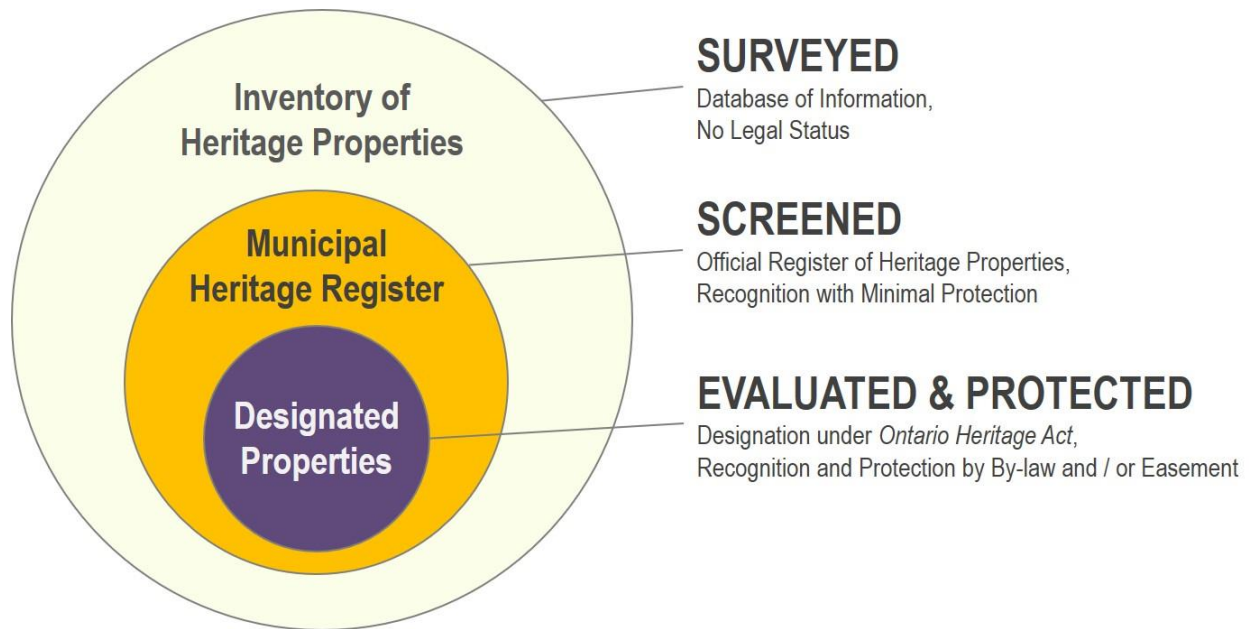 Inventory of
Heritage Properties
Municipal
Heritage Register
Designated
Properties
SURVEYED
Database of Information,
No Legal Status
SCREENED
Official Register of Heritage Properties,
Recognition with Minimal Protection
EVALUATED & PROTECTED
Designation under Ontario Heritage Act,
Recognition and Protection by By-law and / or Easement